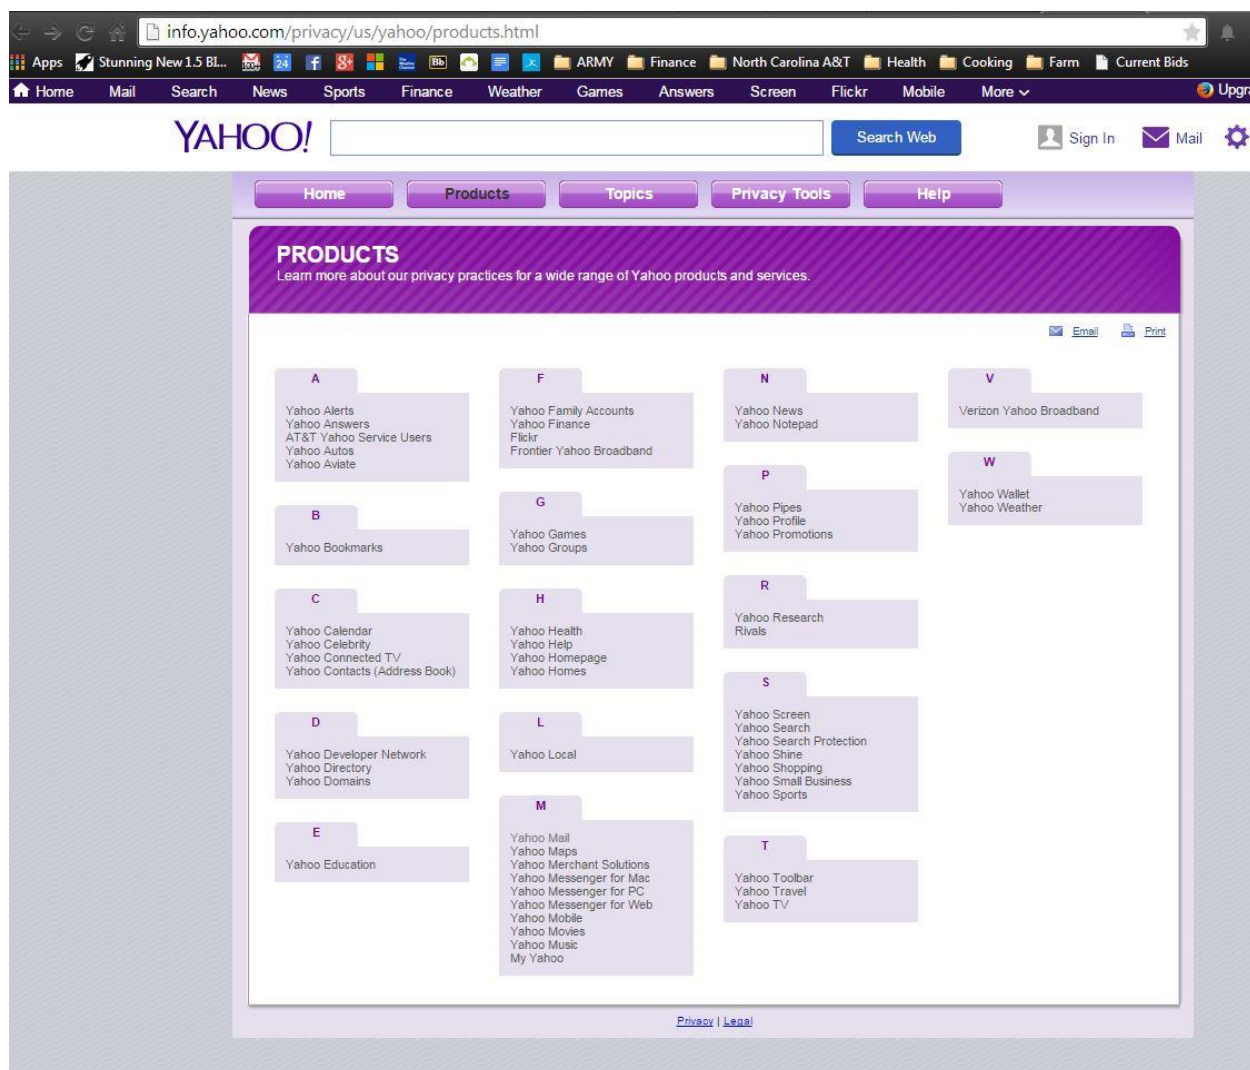 info.yahoo.com/privacy/us/yahoo/products.html
Apps Stunning New 1.5 BL... 100+ 24 f 8+ Bb ARMY Finance North Carolina A&T Health Cooking Farm Current Bids
Home Mail Search News Sports Finance Weather Games Answers Screen Flickr Mobile More Upgra
YAHOO! Search Web Sign In Mail
Home Products Topics Privacy Tools Help
PRODUCTS
Learn more about our privacy practices for a wide range of Yahoo products and services.
Email Print
A
Yahoo Alerts
Yahoo Answers
AT&T Yahoo Service Users
Yahoo Autos
Yahoo Aviate
B
Yahoo Bookmarks
C
Yahoo Calendar
Yahoo Celebrity
Yahoo Connected TV
Yahoo Contacts (Address Book)
D
Yahoo Developer Network
Yahoo Directory
Yahoo Domains
E
Yahoo Education
F
Yahoo Family Accounts
Yahoo Finance
Flickr
Frontier Yahoo Broadband
G
Yahoo Games
Yahoo Groups
H
Yahoo Health
Yahoo Help
Yahoo Homepage
Yahoo Homes
L
Yahoo Local
M
Yahoo Mail
Yahoo Maps
Yahoo Merchant Solutions
Yahoo Messenger for Mac
Yahoo Messenger for PC
Yahoo Messenger for Web
Yahoo Mobile
Yahoo Movies
Yahoo Music
My Yahoo
N
Yahoo News
Yahoo Notepad
P
Yahoo Pipes
Yahoo Profile
Yahoo Promotions
R
Yahoo Research
Rivals
S
Yahoo Screen
Yahoo Search
Yahoo Search Protection
Yahoo Shine
Yahoo Shopping
Yahoo Small Business
Yahoo Sports
T
Yahoo Toolbar
Yahoo Travel
Yahoo TV
V
Verizon Yahoo Broadband
W
Yahoo Wallet
Yahoo Weather
Privacy | Legal